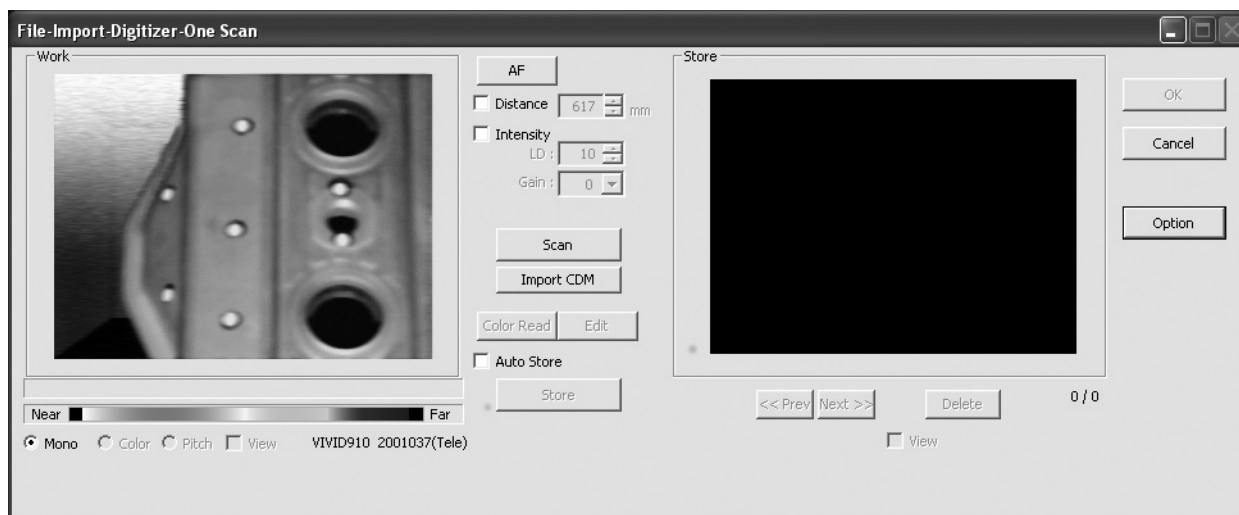 File-Import-Digitizer-One Scan
Work
AF
Distance 617 mm
Intensity
LD : 10
Gain : 0
Scan
Import CDM
Color Read Edit
Auto Store
Store
Near Far
Mono Color Pitch View VIVID910 2001037(Tele)
Store
<< Prev Next >> Delete 0 / 0
View
OK
Cancel
Option